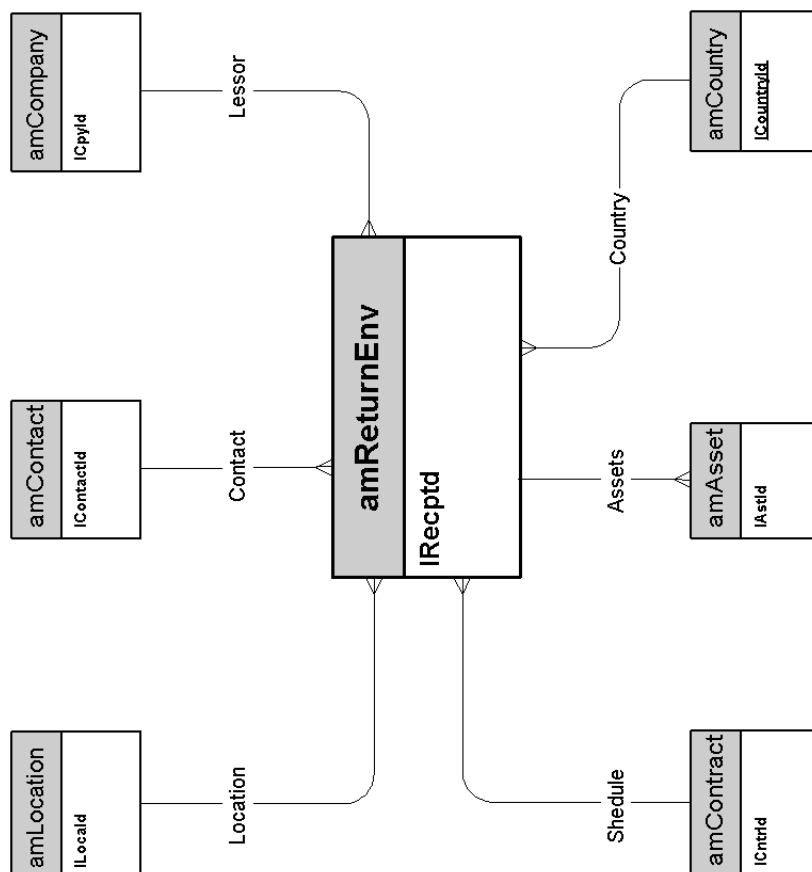 amLocation
lLocaId
amContact
lContactId
amCompany
lCpyId
Location
Contact
Lessor
amReturnEnv
lRecptd
Shedule
Assets
Country
amContract
lCntrId
amAsset
lAstId
amCountry
lCountryId